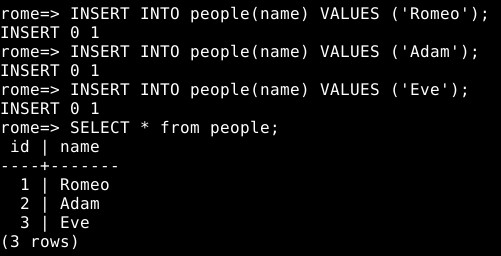 rome=> INSERT INTO people(name) VALUES ('Romeo');
INSERT 0 1
rome=> INSERT INTO people(name) VALUES ('Adam');
INSERT 0 1
rome=> INSERT INTO people(name) VALUES ('Eve');
INSERT 0 1
rome=> SELECT * from people;
 id | name
----+-------
  1 | Romeo
  2 | Adam
  3 | Eve
(3 rows)